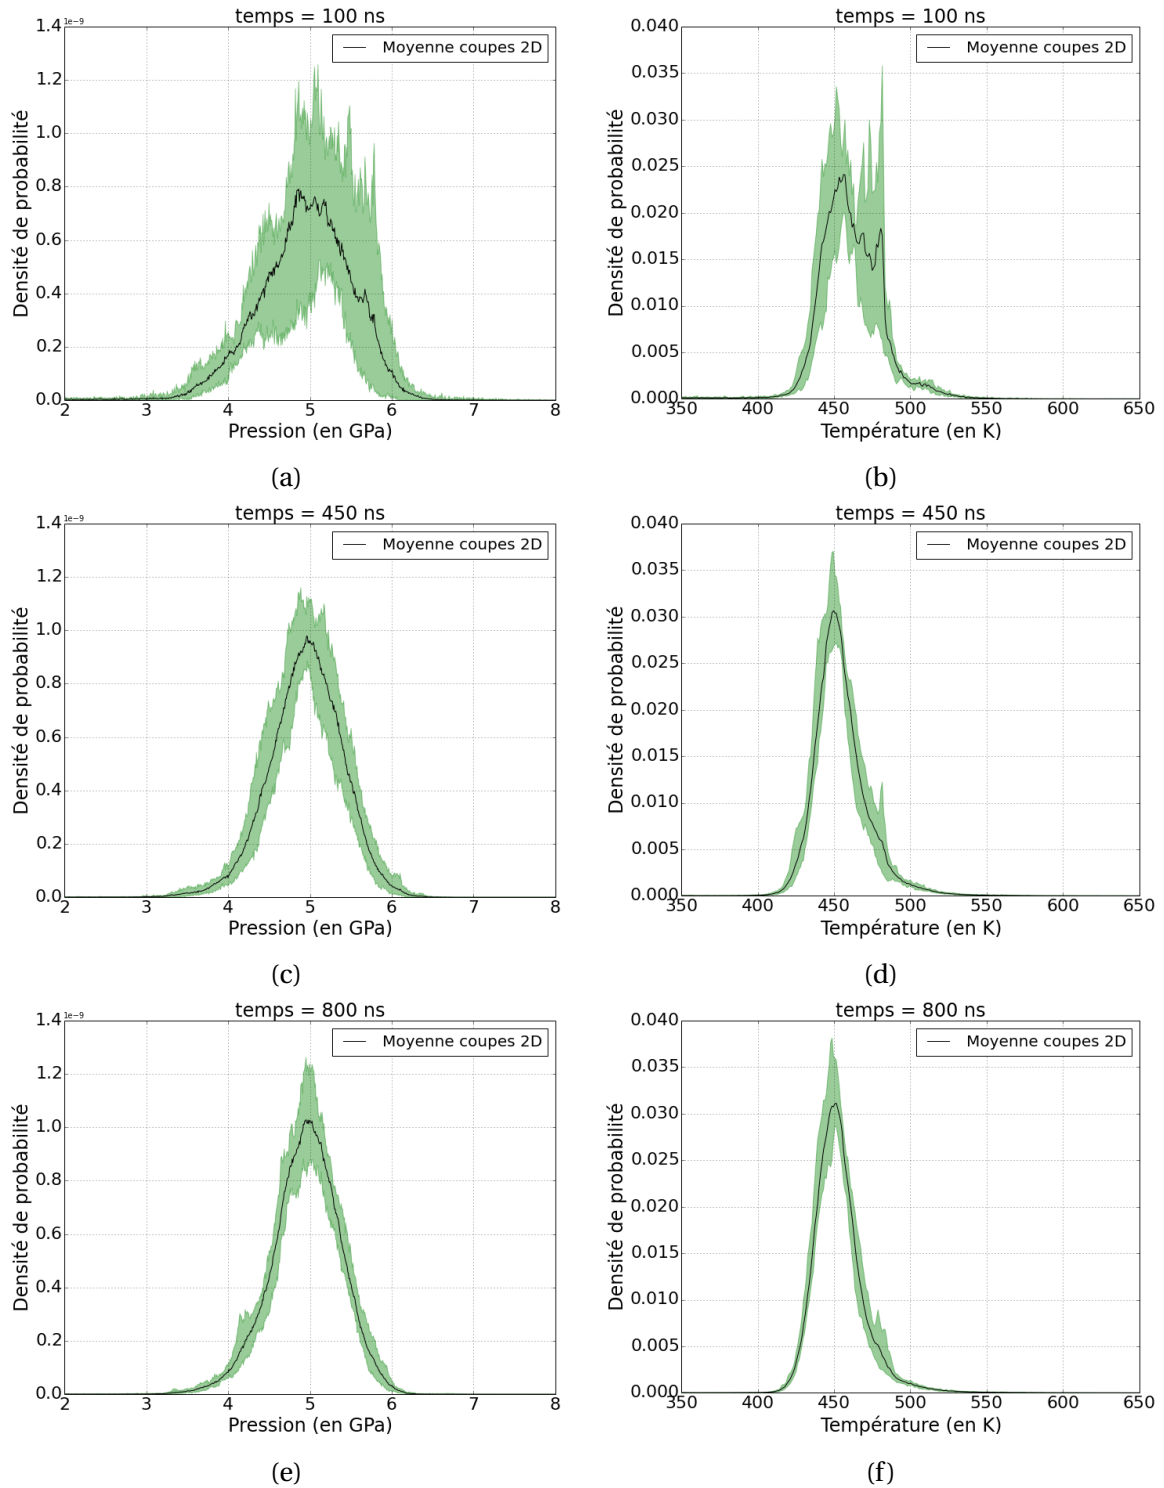 temps = 100 ns
1e−9
Moyenne coupes 2D
Densité de probabilité
1.4
1.2
1.0
0.8
0.6
0.4
0.2
0.0
2 3 4 5 6 7 8
Pression (en GPa)
(a)
temps = 100 ns
Moyenne coupes 2D
Densité de probabilité
0.040
0.035
0.030
0.025
0.020
0.015
0.010
0.005
0.000
350 400 450 500 550 600 650
Température (en K)
(b)
temps = 450 ns
1e−9
Moyenne coupes 2D
Densité de probabilité
1.4
1.2
1.0
0.8
0.6
0.4
0.2
0.0
2 3 4 5 6 7 8
Pression (en GPa)
(c)
temps = 450 ns
Moyenne coupes 2D
Densité de probabilité
0.040
0.035
0.030
0.025
0.020
0.015
0.010
0.005
0.000
350 400 450 500 550 600 650
Température (en K)
(d)
temps = 800 ns
1e−9
Moyenne coupes 2D
Densité de probabilité
1.4
1.2
1.0
0.8
0.6
0.4
0.2
0.0
2 3 4 5 6 7 8
Pression (en GPa)
(e)
temps = 800 ns
Moyenne coupes 2D
Densité de probabilité
0.040
0.035
0.030
0.025
0.020
0.015
0.010
0.005
0.000
350 400 450 500 550 600 650
Température (en K)
(f)